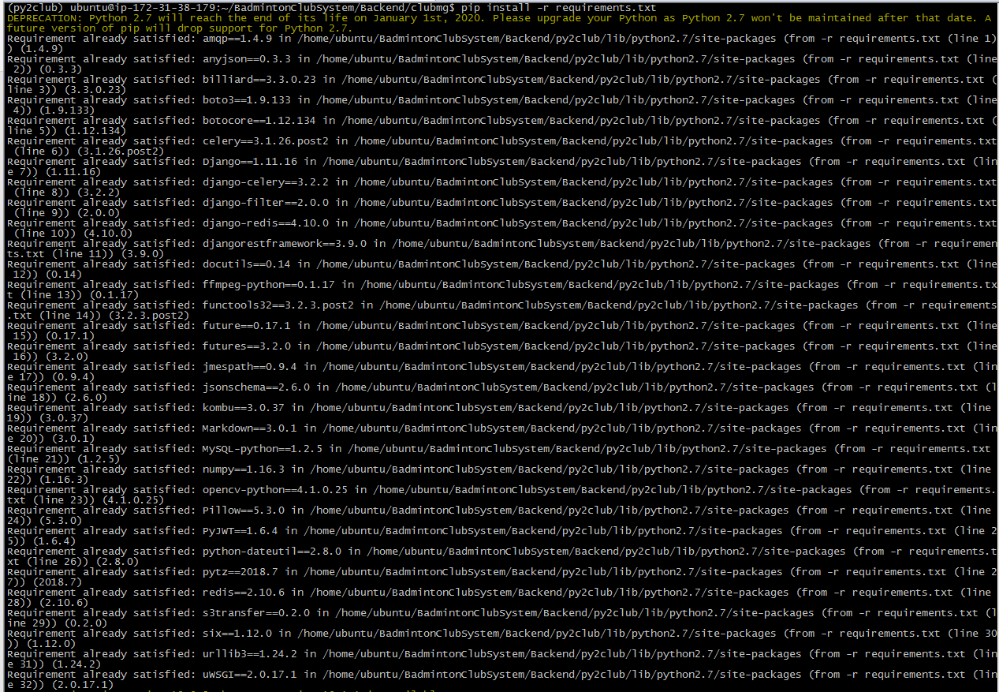 (py2club) ubuntu@ip-172-31-38-179:~/BadmintonClubSystem/Backend/clubmg$ pip install -r requirements.txt
DEPRECATION: Python 2.7 will reach the end of its life on January 1st, 2020. Please upgrade your Python as Python 2.7 won't be maintained after that date. A
future version of pip will drop support for Python 2.7.
Requirement already satisfied: amqp==1.4.9 in /home/ubuntu/BadmintonClubSystem/Backend/py2club/lib/python2.7/site-packages (from -r requirements.txt (line 1)
) (1.4.9)
Requirement already satisfied: anyjson==0.3.3 in /home/ubuntu/BadmintonClubSystem/Backend/py2club/lib/python2.7/site-packages (from -r requirements.txt (line
 2)) (0.3.3)
Requirement already satisfied: billiard==3.3.0.23 in /home/ubuntu/BadmintonClubSystem/Backend/py2club/lib/python2.7/site-packages (from -r requirements.txt (
line 3)) (3.3.0.23)
Requirement already satisfied: boto3==1.9.133 in /home/ubuntu/BadmintonClubSystem/Backend/py2club/lib/python2.7/site-packages (from -r requirements.txt (line
 4)) (1.9.133)
Requirement already satisfied: botocore==1.12.134 in /home/ubuntu/BadmintonClubSystem/Backend/py2club/lib/python2.7/site-packages (from -r requirements.txt (
line 5)) (1.12.134)
Requirement already satisfied: celery==3.1.26.post2 in /home/ubuntu/BadmintonClubSystem/Backend/py2club/lib/python2.7/site-packages (from -r requirements.txt
 (line 6)) (3.1.26.post2)
Requirement already satisfied: Django==1.11.16 in /home/ubuntu/BadmintonClubSystem/Backend/py2club/lib/python2.7/site-packages (from -r requirements.txt (lin
e 7)) (1.11.16)
Requirement already satisfied: django-celery==3.2.2 in /home/ubuntu/BadmintonClubSystem/Backend/py2club/lib/python2.7/site-packages (from -r requirements.txt
 (line 8)) (3.2.2)
Requirement already satisfied: django-filter==2.0.0 in /home/ubuntu/BadmintonClubSystem/Backend/py2club/lib/python2.7/site-packages (from -r requirements.txt
 (line 9)) (2.0.0)
Requirement already satisfied: django-redis==4.10.0 in /home/ubuntu/BadmintonClubSystem/Backend/py2club/lib/python2.7/site-packages (from -r requirements.txt
 (line 10)) (4.10.0)
Requirement already satisfied: djangorestframework==3.9.0 in /home/ubuntu/BadmintonClubSystem/Backend/py2club/lib/python2.7/site-packages (from -r requiremen
ts.txt (line 11)) (3.9.0)
Requirement already satisfied: docutils==0.14 in /home/ubuntu/BadmintonClubSystem/Backend/py2club/lib/python2.7/site-packages (from -r requirements.txt (line
 12)) (0.14)
Requirement already satisfied: ffmpeg-python==0.1.17 in /home/ubuntu/BadmintonClubSystem/Backend/py2club/lib/python2.7/site-packages (from -r requirements.tx
t (line 13)) (0.1.17)
Requirement already satisfied: functools32==3.2.3.post2 in /home/ubuntu/BadmintonClubSystem/Backend/py2club/lib/python2.7/site-packages (from -r requirements
.txt (line 14)) (3.2.3.post2)
Requirement already satisfied: future==0.17.1 in /home/ubuntu/BadmintonClubSystem/Backend/py2club/lib/python2.7/site-packages (from -r requirements.txt (line
 15)) (0.17.1)
Requirement already satisfied: futures==3.2.0 in /home/ubuntu/BadmintonClubSystem/Backend/py2club/lib/python2.7/site-packages (from -r requirements.txt (line
 16)) (3.2.0)
Requirement already satisfied: jmespath==0.9.4 in /home/ubuntu/BadmintonClubSystem/Backend/py2club/lib/python2.7/site-packages (from -r requirements.txt (lin
e 17)) (0.9.4)
Requirement already satisfied: jsonschema==2.6.0 in /home/ubuntu/BadmintonClubSystem/Backend/py2club/lib/python2.7/site-packages (from -r requirements.txt (l
ine 18)) (2.6.0)
Requirement already satisfied: kombu==3.0.37 in /home/ubuntu/BadmintonClubSystem/Backend/py2club/lib/python2.7/site-packages (from -r requirements.txt (line
19)) (3.0.37)
Requirement already satisfied: Markdown==3.0.1 in /home/ubuntu/BadmintonClubSystem/Backend/py2club/lib/python2.7/site-packages (from -r requirements.txt (lin
e 20)) (3.0.1)
Requirement already satisfied: MySQL-python==1.2.5 in /home/ubuntu/BadmintonClubSystem/Backend/py2club/lib/python2.7/site-packages (from -r requirements.txt
(line 21)) (1.2.5)
Requirement already satisfied: numpy==1.16.3 in /home/ubuntu/BadmintonClubSystem/Backend/py2club/lib/python2.7/site-packages (from -r requirements.txt (line
22)) (1.16.3)
Requirement already satisfied: opencv-python==4.1.0.25 in /home/ubuntu/BadmintonClubSystem/Backend/py2club/lib/python2.7/site-packages (from -r requirements.
txt (line 23)) (4.1.0.25)
Requirement already satisfied: Pillow==5.3.0 in /home/ubuntu/BadmintonClubSystem/Backend/py2club/lib/python2.7/site-packages (from -r requirements.txt (line
24)) (5.3.0)
Requirement already satisfied: PyJWT==1.6.4 in /home/ubuntu/BadmintonClubSystem/Backend/py2club/lib/python2.7/site-packages (from -r requirements.txt (line 2
5)) (1.6.4)
Requirement already satisfied: python-dateutil==2.8.0 in /home/ubuntu/BadmintonClubSystem/Backend/py2club/lib/python2.7/site-packages (from -r requirements.t
xt (line 26)) (2.8.0)
Requirement already satisfied: pytz==2018.7 in /home/ubuntu/BadmintonClubSystem/Backend/py2club/lib/python2.7/site-packages (from -r requirements.txt (line 2
7)) (2018.7)
Requirement already satisfied: redis==2.10.6 in /home/ubuntu/BadmintonClubSystem/Backend/py2club/lib/python2.7/site-packages (from -r requirements.txt (line
28)) (2.10.6)
Requirement already satisfied: s3transfer==0.2.0 in /home/ubuntu/BadmintonClubSystem/Backend/py2club/lib/python2.7/site-packages (from -r requirements.txt (l
ine 29)) (0.2.0)
Requirement already satisfied: six==1.12.0 in /home/ubuntu/BadmintonClubSystem/Backend/py2club/lib/python2.7/site-packages (from -r requirements.txt (line 30
)) (1.12.0)
Requirement already satisfied: urllib3==1.24.2 in /home/ubuntu/BadmintonClubSystem/Backend/py2club/lib/python2.7/site-packages (from -r requirements.txt (lin
e 31)) (1.24.2)
Requirement already satisfied: uWSGI==2.0.17.1 in /home/ubuntu/BadmintonClubSystem/Backend/py2club/lib/python2.7/site-packages (from -r requirements.txt (lin
e 32)) (2.0.17.1)